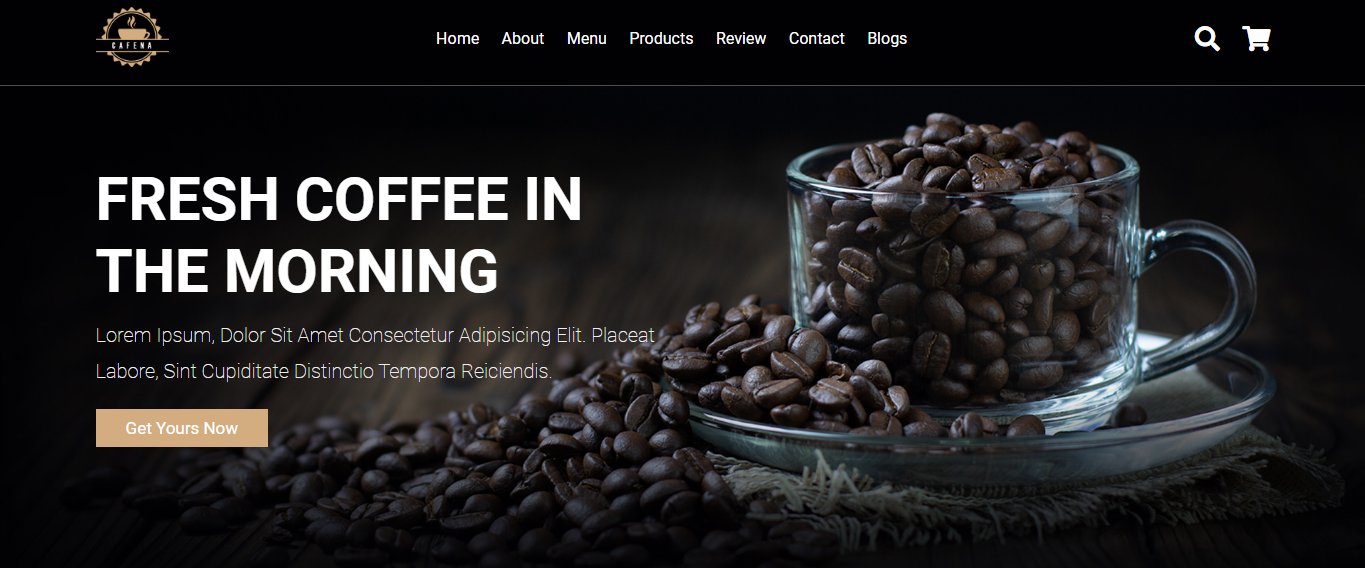 CAFENA
Home About Menu Products Review Contact Blogs
FRESH COFFEE IN
THE MORNING
Lorem Ipsum, Dolor Sit Amet Consectetur Adipisicing Elit. Placeat
Labore, Sint Cupiditate Distinctio Tempora Reiciendis.
Get Yours Now